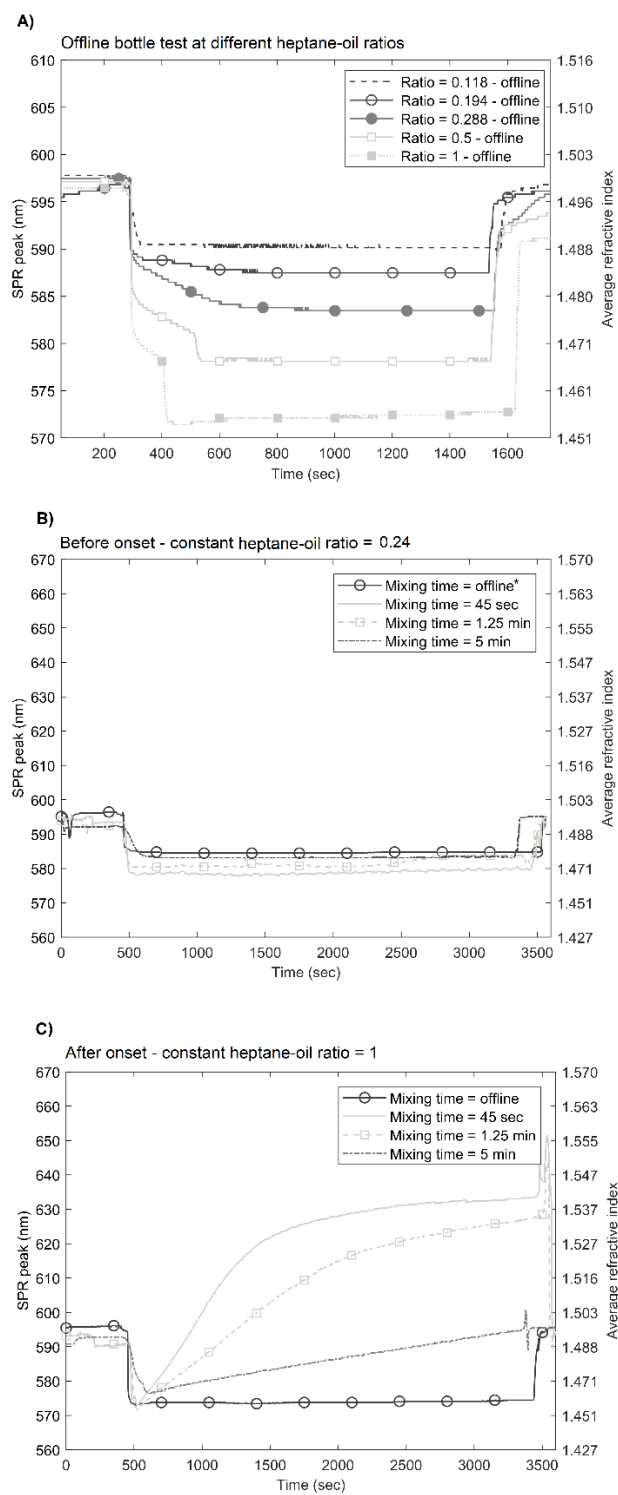 A)
Offline bottle test at different heptane-oil ratios
610
605
600
595
590
585
580
575
570
SPR peak (nm)
1.516
1.510
1.503
1.496
1.488
1.480
1.471
1.461
1.451
Average refractive index
Ratio = 0.118 - offline
Ratio = 0.194 - offline
Ratio = 0.288 - offline
Ratio = 0.5 - offline
Ratio = 1 - offline
200 400 600 800 1000 1200 1400 1600
Time (sec)
B)
Before onset - constant heptane-oil ratio = 0.24
670
660
650
640
630
620
610
600
590
580
570
560
SPR peak (nm)
1.570
1.563
1.555
1.547
1.537
1.527
1.516
1.503
1.488
1.471
1.451
1.427
Average refractive index
Mixing time = offline*
Mixing time = 45 sec
Mixing time = 1.25 min
Mixing time = 5 min
0 500 1000 1500 2000 2500 3000 3500
Time (sec)
C)
After onset - constant heptane-oil ratio = 1
670
660
650
640
630
620
610
600
590
580
570
560
SPR peak (nm)
1.570
1.563
1.555
1.547
1.537
1.527
1.516
1.503
1.488
1.471
1.451
1.427
Average refractive index
Mixing time = offline
Mixing time = 45 sec
Mixing time = 1.25 min
Mixing time = 5 min
0 500 1000 1500 2000 2500 3000 3500
Time (sec)